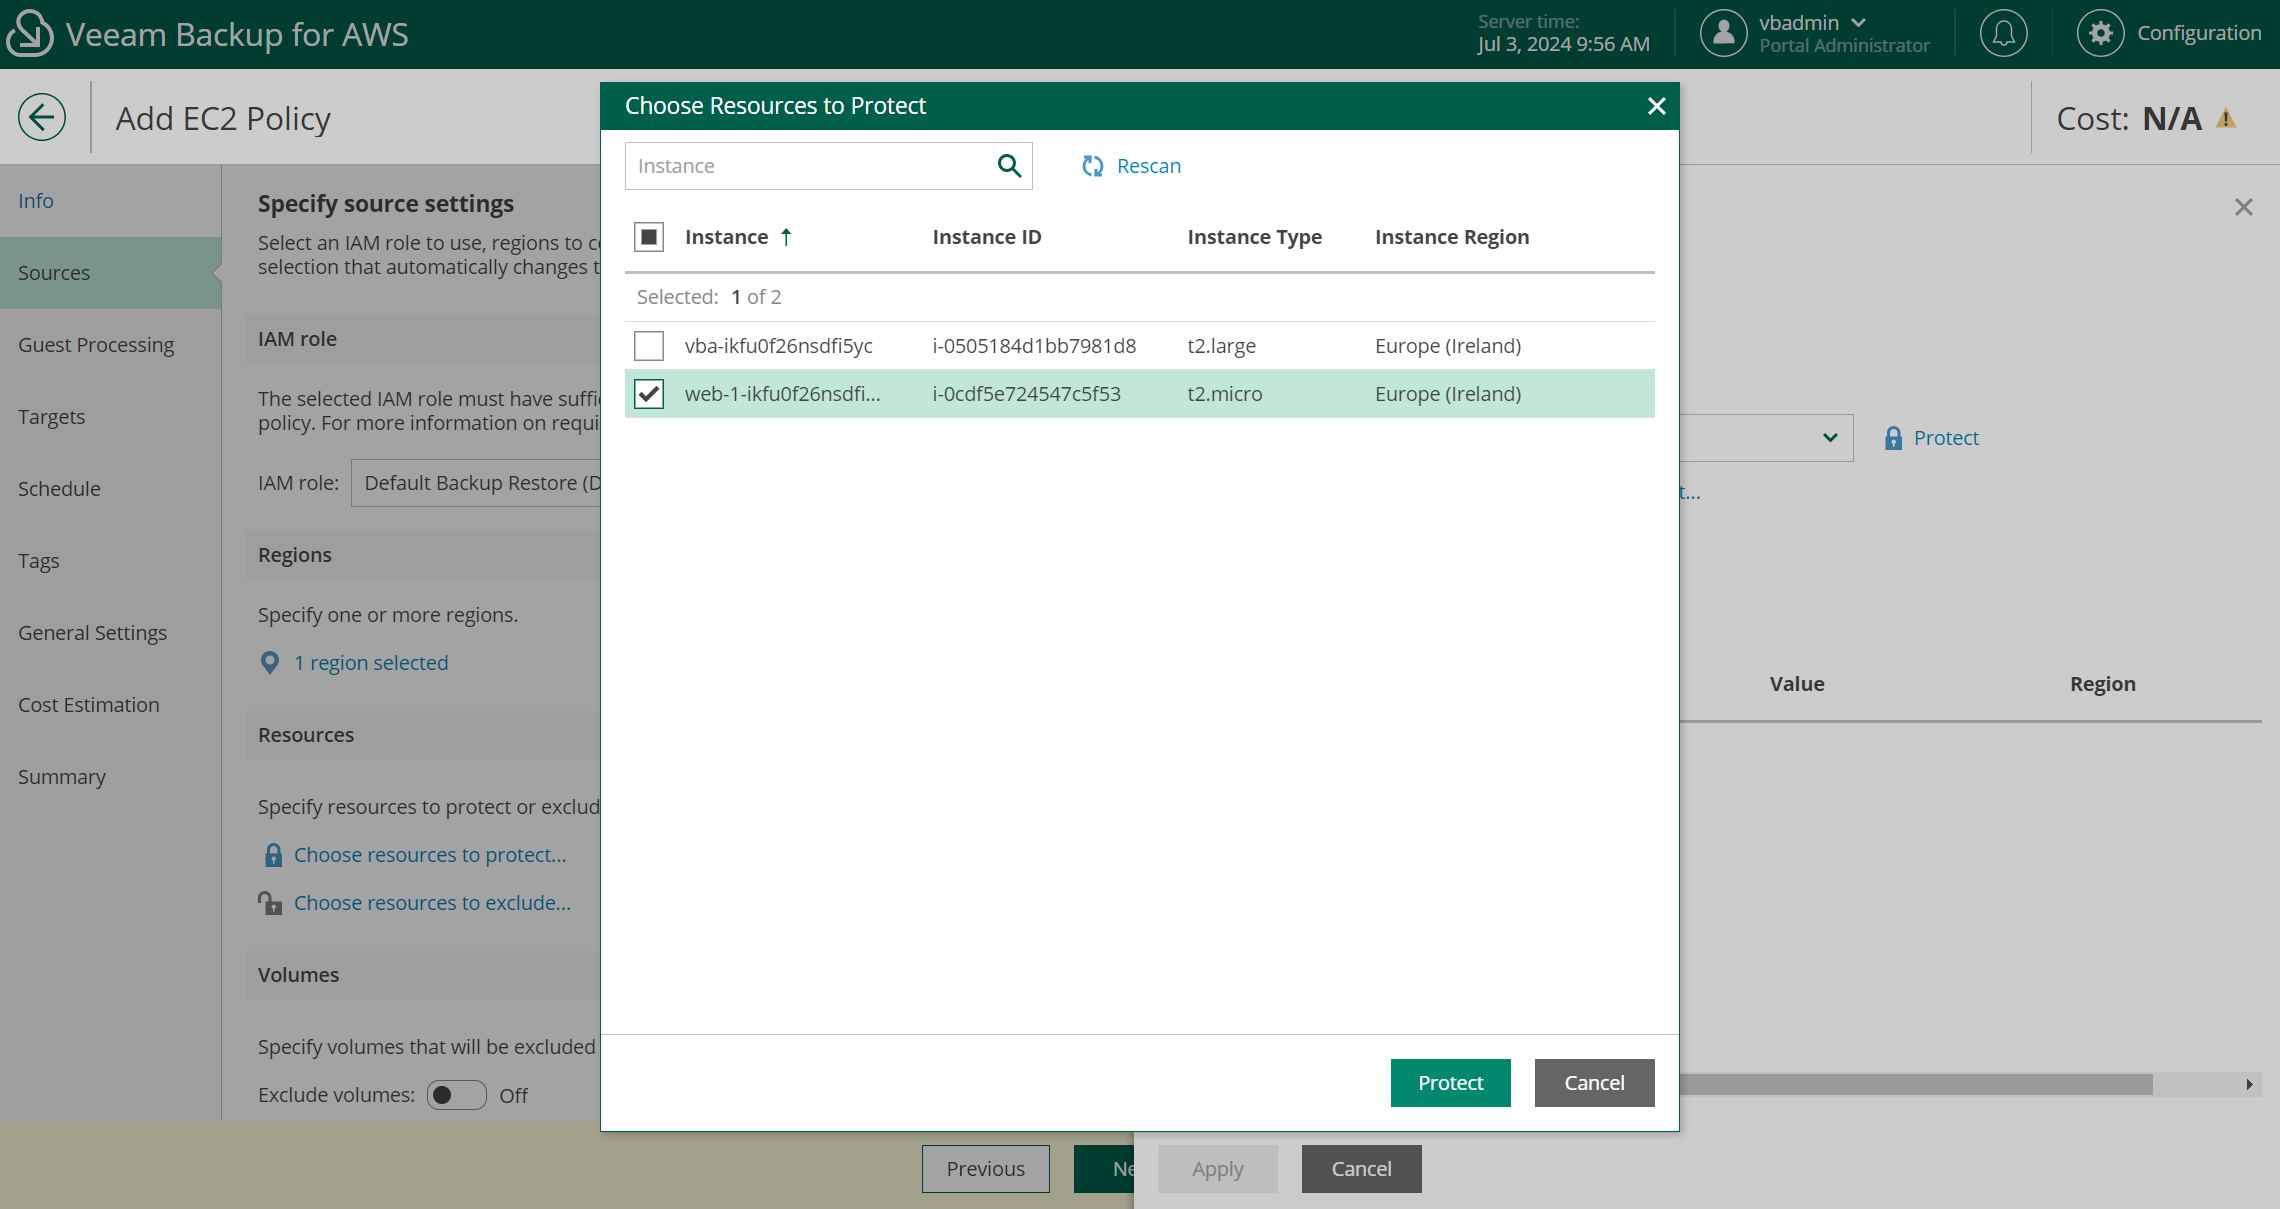 Veeam Backup for AWS
Server time:
Jul 3, 2024 9:56 AM
vbadmin
Portal Administrator
Configuration
Add EC2 Policy
Cost: N/A
Info
Sources
Guest Processing
Targets
Schedule
Tags
General Settings
Cost Estimation
Summary
Specify source settings
Select an IAM role to use, regions to
selection that automatically changes
IAM role
The selected IAM role must have
policy. For more information on
IAM role: Default Backup Restore
Regions
Specify one or more regions.
1 region selected
Resources
Specify resources to protect or
Choose resources to protect...
Choose resources to exclude...
Volumes
Specify volumes that will be excluded
Exclude volumes: Off
Choose Resources to Protect
Instance
Rescan
Instance Instance ID Instance Type Instance Region
Selected: 1 of 2
vba-ikfu0f26nsdfi5yc i-0505184d1bb7981d8 t2.large Europe (Ireland)
web-1-ikfu0f26nsdfi... i-0cdf5e724547c5f53 t2.micro Europe (Ireland)
Protect Cancel
Protect
Value Region
Previous
Apply Cancel